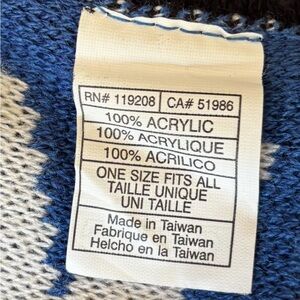 RN# 119208 CA# 51986
100% ACRYLIC
100% ACRYLIQUE
100% ACRILICO
ONE SIZE FITS ALL
TAILLE UNIQUE
UNI TAILLE
Made in Taiwan
Fabrique en Taiwan
Helcho en la Taiwan